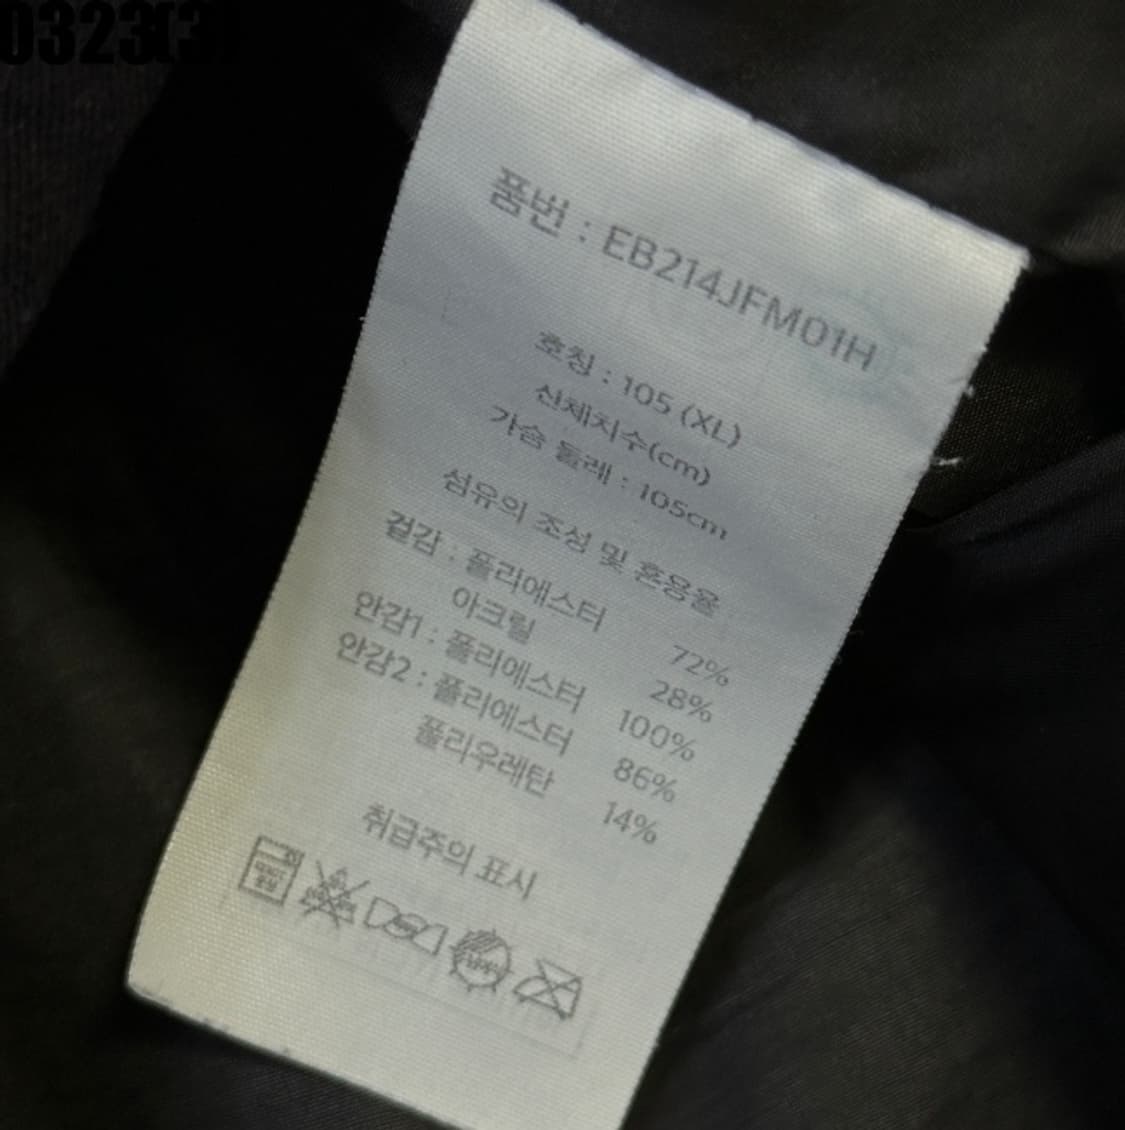 0323(3)
품번 : EB214JFM01H
호칭 : 105 (XL)
신체치수(cm)
가슴 둘레 : 105cm
섬유의 조성 및 혼용율
겉감 : 폴리에스터 72%
아크릴 28%
안감1 : 폴리에스터 100%
안감2 : 폴리에스터 86%
폴리우레탄 14%
취급주의 표시